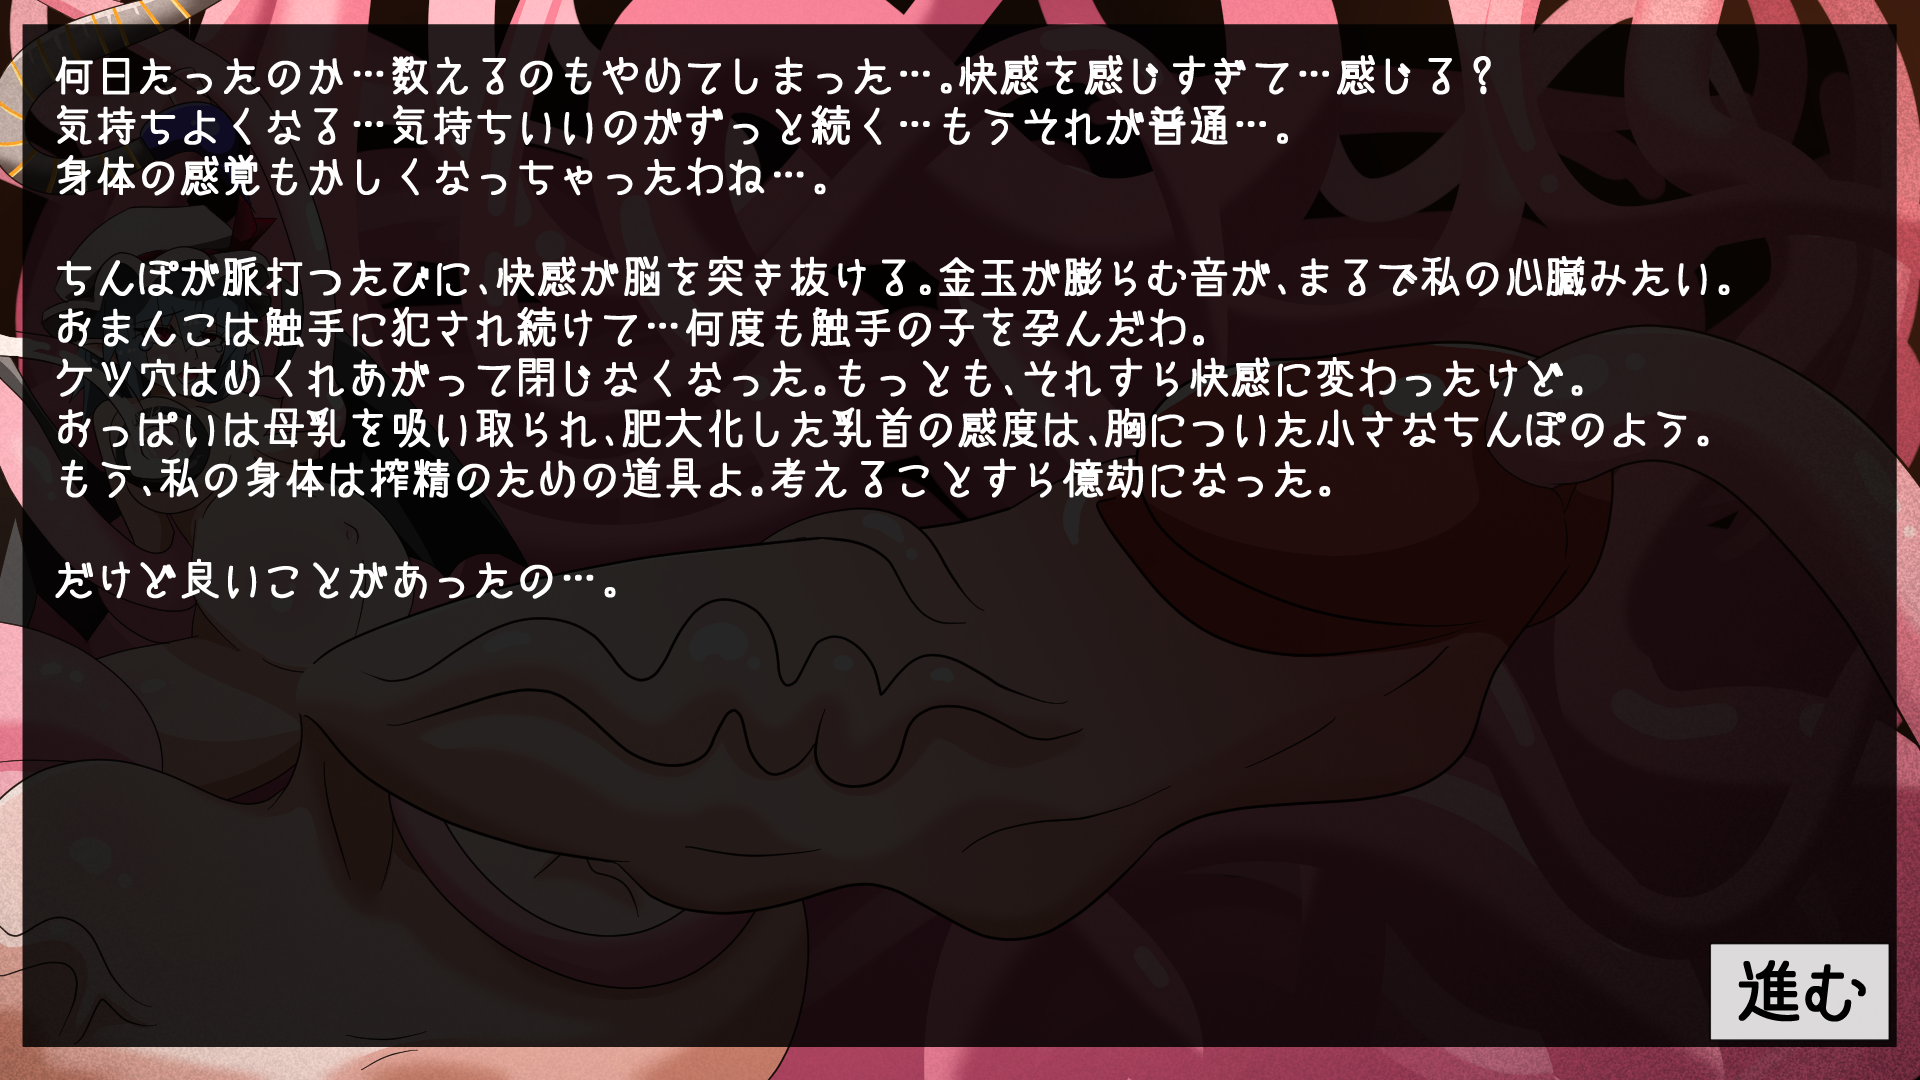 何日たったのか…数えるのもやめてしまった…。快感を感じすぎて…感じる？
気持ちよくなる…気持ちいいのがずっと続く…もうそれが普通…。
身体の感覚もかしくなっちゃったわね…。
ちんぽが脈打つたびに、快感が脳を突き抜ける。金玉が膨らむ音が、まるで私の心臓みたい。
おまんこは触手に犯され続けて…何度も触手の子を孕んだわ。
ケツ穴はめくれあがって閉じなくなった。もっとも、それすら快感に変わったけど。
おっぱいは母乳を吸い取られ、肥大化した乳首の感度は、胸についた小さなちんぽのよう。
もう、私の身体は搾精のための道具よ。考えることすら億劫になった。
だけど良いことがあったの…。
進む